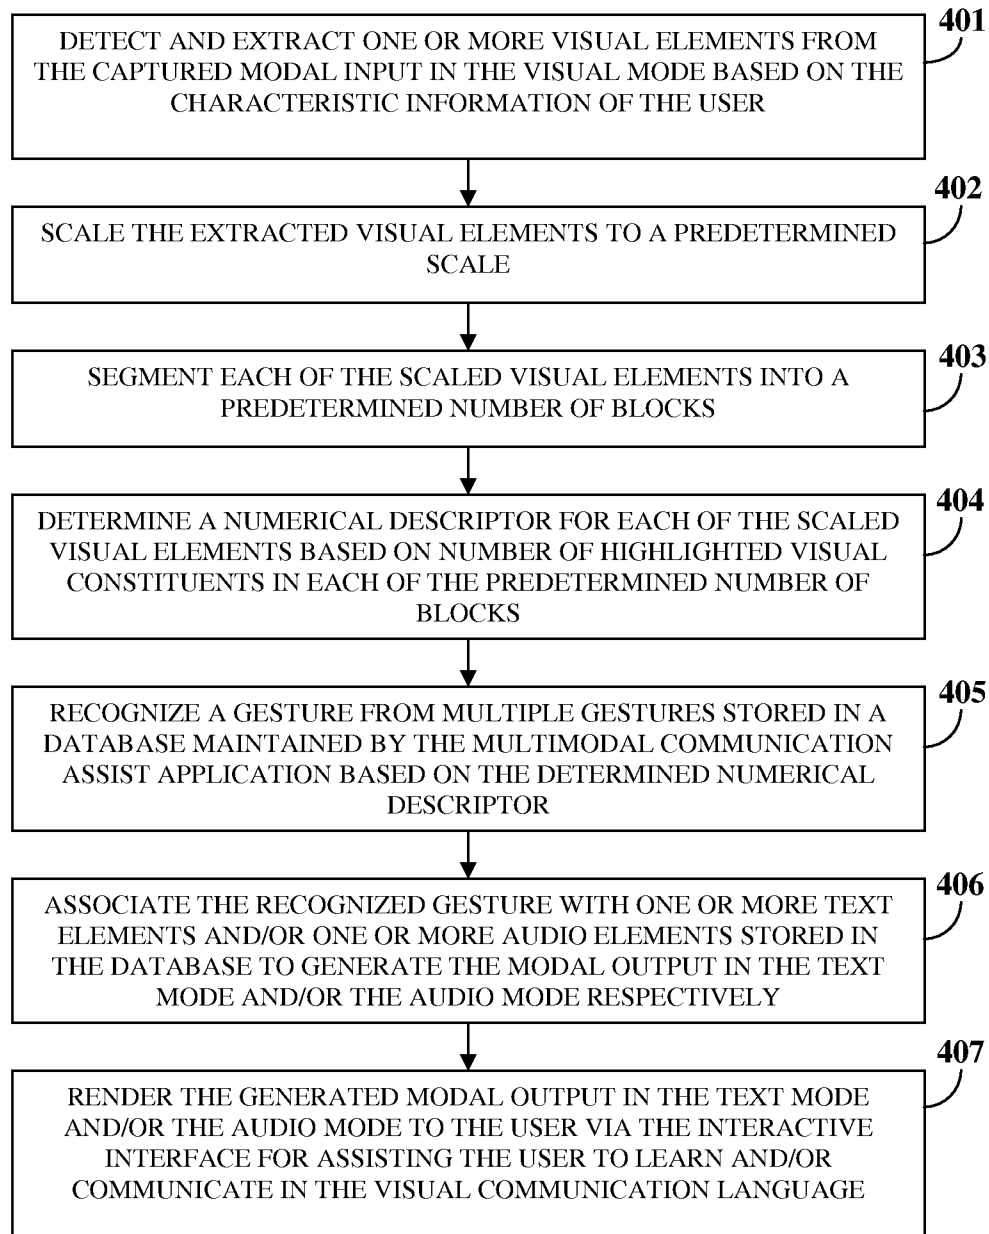 401
DETECT AND EXTRACT ONE OR MORE VISUAL ELEMENTS FROM
THE CAPTURED MODAL INPUT IN THE VISUAL MODE BASED ON THE
CHARACTERISTIC INFORMATION OF THE USER
402
SCALE THE EXTRACTED VISUAL ELEMENTS TO A PREDETERMINED
SCALE
403
SEGMENT EACH OF THE SCALED VISUAL ELEMENTS INTO A
PREDETERMINED NUMBER OF BLOCKS
404
DETERMINE A NUMERICAL DESCRIPTOR FOR EACH OF THE SCALED
VISUAL ELEMENTS BASED ON NUMBER OF HIGHLIGHTED VISUAL
CONSTITUENTS IN EACH OF THE PREDETERMINED NUMBER OF
BLOCKS
405
RECOGNIZE A GESTURE FROM MULTIPLE GESTURES STORED IN A
DATABASE MAINTAINED BY THE MULTIMODAL COMMUNICATION
ASSIST APPLICATION BASED ON THE DETERMINED NUMERICAL
DESCRIPTOR
406
ASSOCIATE THE RECOGNIZED GESTURE WITH ONE OR MORE TEXT
ELEMENTS AND/OR ONE OR MORE AUDIO ELEMENTS STORED IN
THE DATABASE TO GENERATE THE MODAL OUTPUT IN THE TEXT
MODE AND/OR THE AUDIO MODE RESPECTIVELY
407
RENDER THE GENERATED MODAL OUTPUT IN THE TEXT MODE
AND/OR THE AUDIO MODE TO THE USER VIA THE INTERACTIVE
INTERFACE FOR ASSISTING THE USER TO LEARN AND/OR
COMMUNICATE IN THE VISUAL COMMUNICATION LANGUAGE